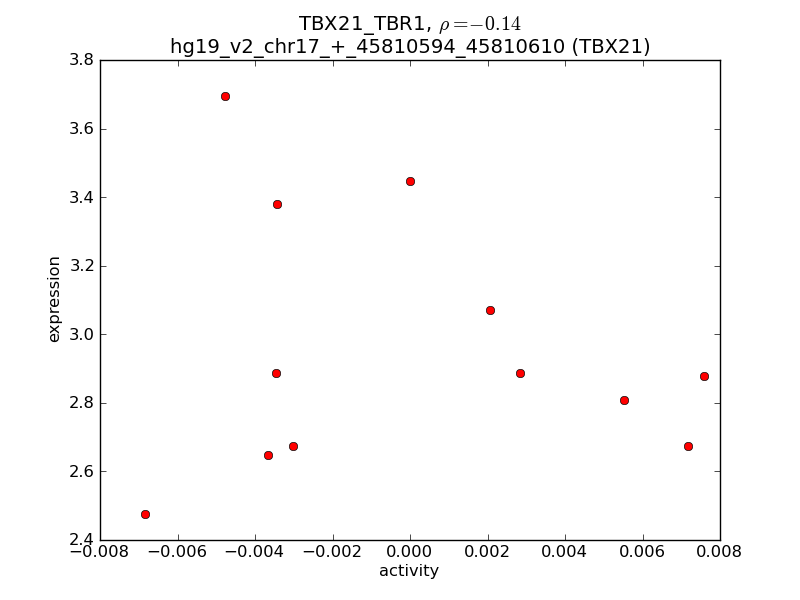 TBX21_TBR1, ρ=−0.14
hg19_v2_chr17_+_45810594_45810610 (TBX21)
3.8
3.6
3.4
3.2
3.0
2.8
2.6
2.4
expression
−0.008 −0.006 −0.004 −0.002 0.000 0.002 0.004 0.006 0.008
activity